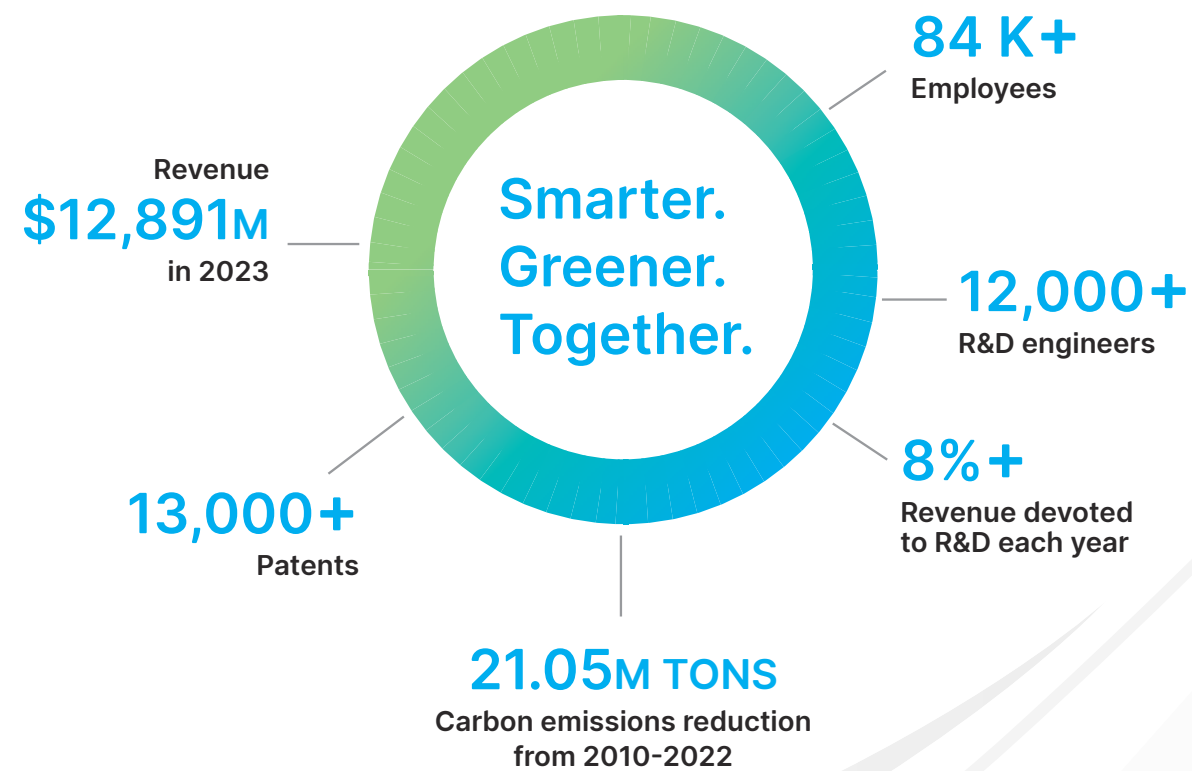 84 K+
Employees
Revenue
$12,891M
in 2023
Smarter.
Greener.
Together.
12,000+
R&D engineers
8%+
Revenue devoted
to R&D each year
13,000+
Patents
21.05M TONS
Carbon emissions reduction
from 2010-2022